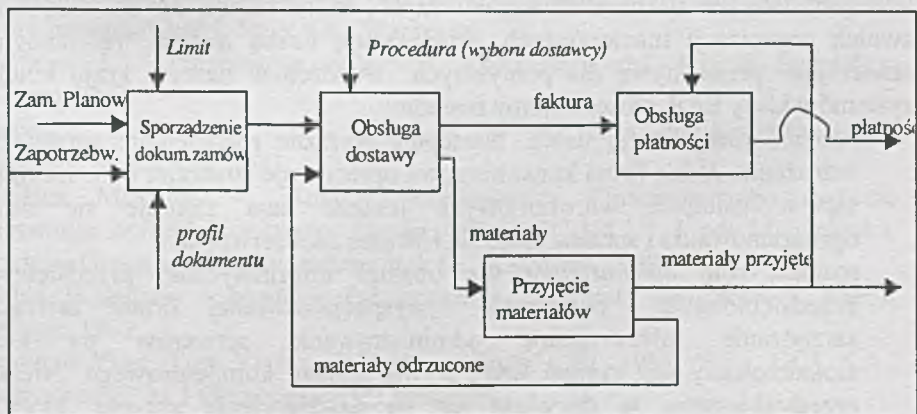 Limit
Procedura (wyboru dostawcy)
Zam. Planow
Zapotrzebw.
Sporządzenie
dokum. zamów.
Obsługa
dostawy
faktura
Obsługa
płatności
płatność
profil
dokumentu
materiały
materiały przyjęte
Przyjęcie
materiałów
materiały odrzucone